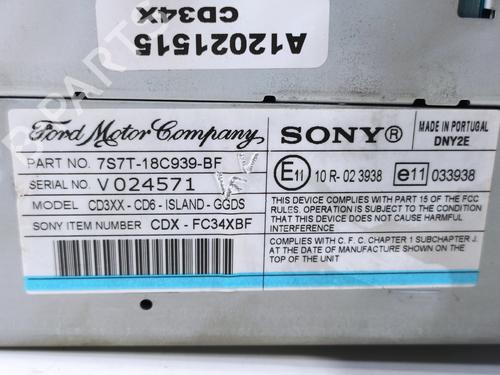 A12021515
CD34X
Ford Motor Company
PART NO. 7S7T-18C939-BF
SERIAL NO. V024571
MODEL CD3XX - CD6 - ISLAND - GGDS
SONY ITEM NUMBER CDX - FC34XBF
SONY®
MADE IN PORTUGAL
DNY2E
E11 10 R- 02 3938
e11 033938
THIS DEVICE COMPLIES WITH PART 15 OF THE FCC
RULES. OPERATION IS SUBJECT TO THE CONDITION
THAT THIS DEVICE DOES NOT CAUSE HARMFUL
INTERFERENCE
COMPLIES WITH C. F. C. CHAPTER 1 SUBCHAPTER J.
AT THE DATE OF MANUFACTURE SHOWN ON THE
TOP OF THE UNIT